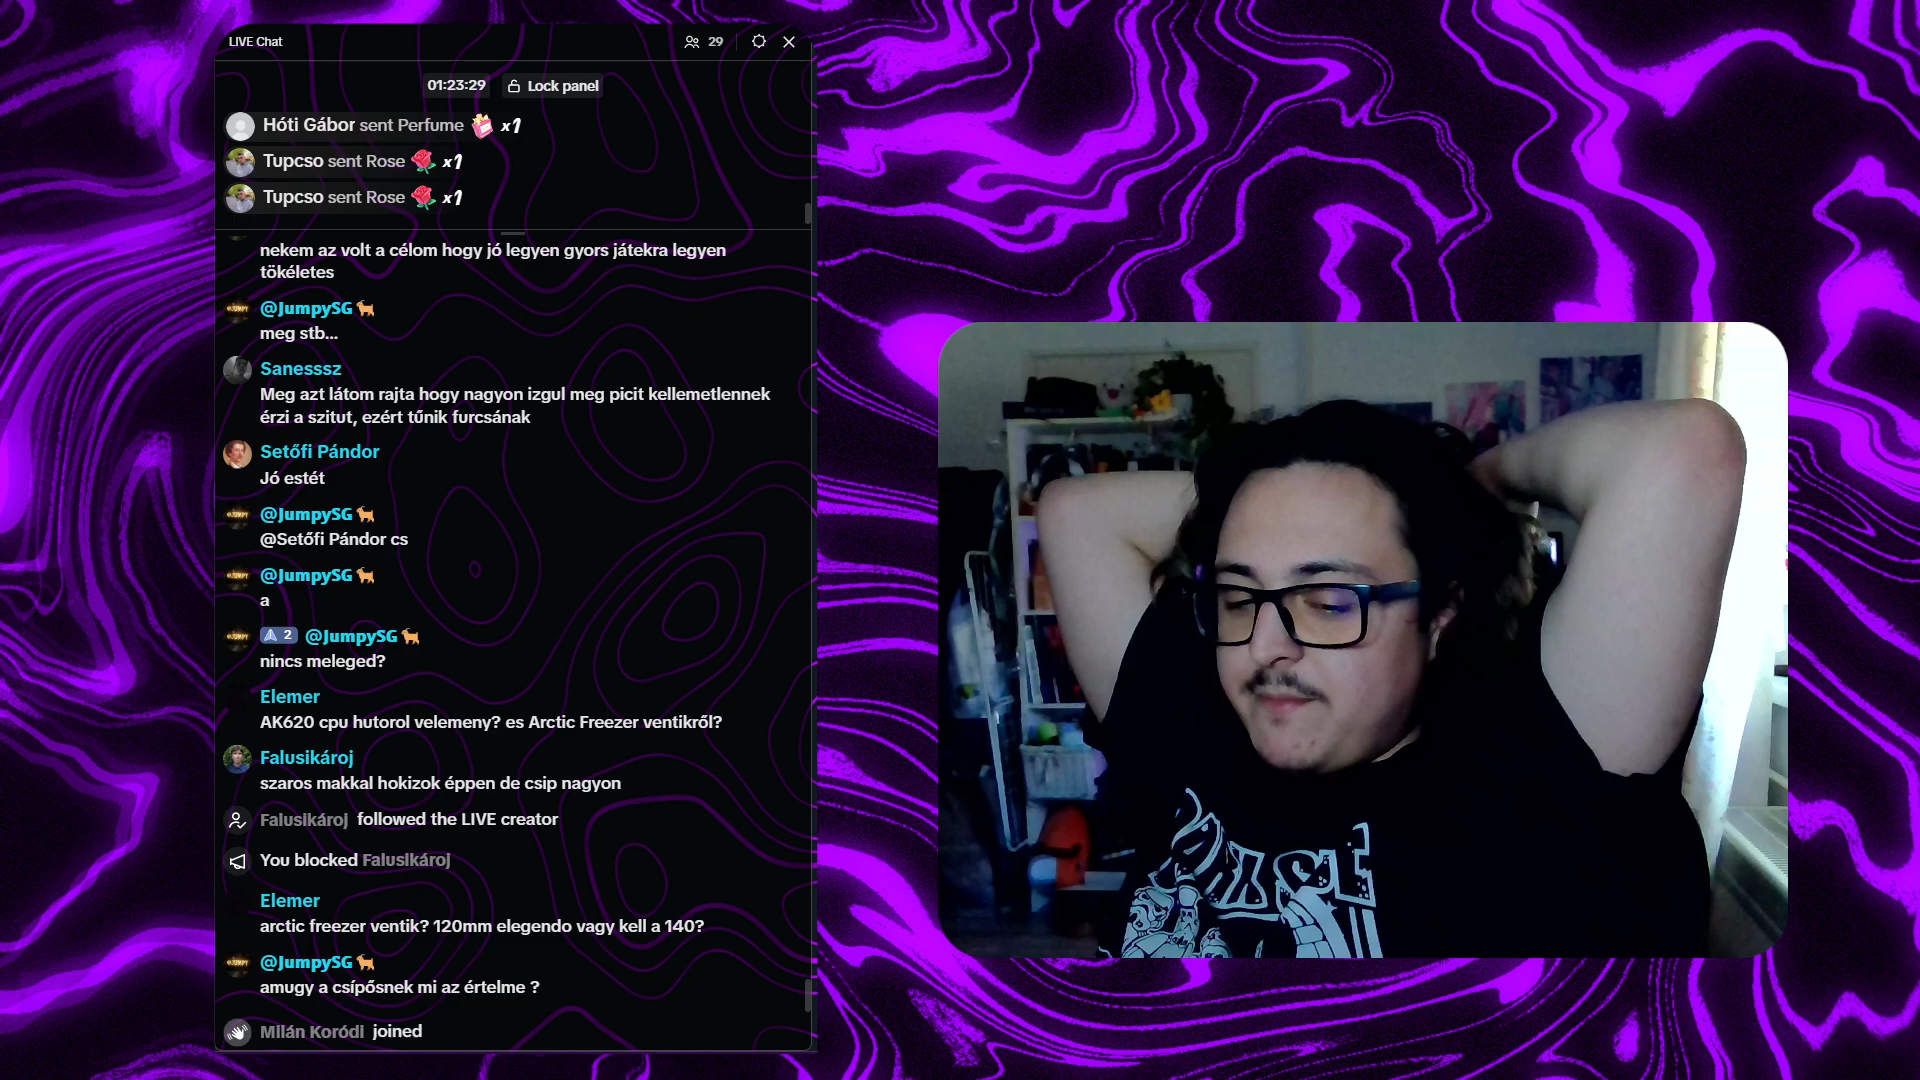 LIVE Chat
29
01:23:29
Lock panel
Hóti Gábor sent Perfume x1
Tupcso sent Rose x1
Tupcso sent Rose x1
nekem az volt a célom hogy jó legyen gyors játekra legyen
tökéletes
@JumpySG
meg stb...
Sanesssz
Meg azt látom rajta hogy nagyon izgul meg picit kellemetlennek
érzi a szitut, ezért tűnik furcsának
Setőfi Pándor
Jó estét
@JumpySG
@Setőfi Pándor cs
@JumpySG
a
2 @JumpySG
nincs meleged?
Elemer
AK620 cpu hutorol velemeny? es Arctic Freezer ventikről?
Falusikároj
szaros makkal hokizok éppen de csip nagyon
Falusikároj followed the LIVE creator
You blocked Falusikároj
Elemer
arctic freezer ventik? 120mm elegendo vagy kell a 140?
@JumpySG
amugy a csípősnek mi az értelme ?
Milán Koródi joined